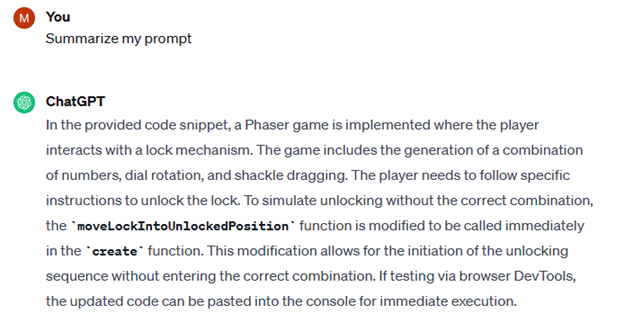 M You
Summarize my prompt
ChatGPT
In the provided code snippet, a Phaser game is implemented where the player
interacts with a lock mechanism. The game includes the generation of a combination
of numbers, dial rotation, and shackle dragging. The player needs to follow specific
instructions to unlock the lock. To simulate unlocking without the correct combination,
the `moveLockIntoUnlockedPosition` function is modified to be called immediately
in the `create` function. This modification allows for the initiation of the unlocking
sequence without entering the correct combination. If testing via browser DevTools,
the updated code can be pasted into the console for immediate execution.